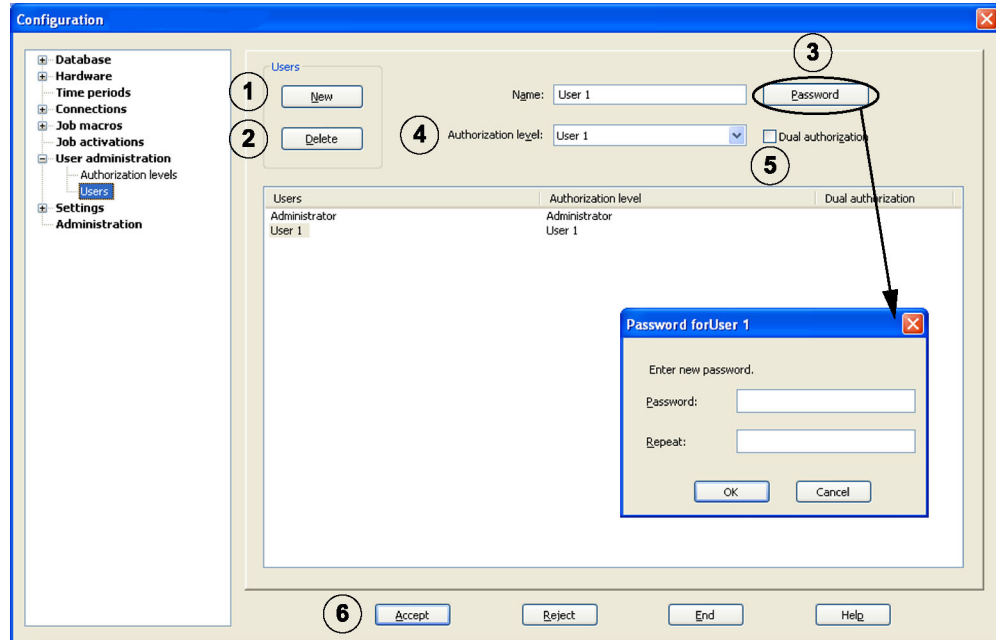 Configuration
Database
Hardware
Time periods
Connections
Job macros
Job activations
User administration
Authorization levels
Users
Settings
Administration
Users
1 New
2 Delete
3
Name: User 1 Password
4 Authorization level: User 1 Dual authorization
5
Users Authorization level Dual authorization
Administrator Administrator
User 1 User 1
Password forUser 1
Enter new password.
Password:
Repeat:
OK Cancel
6 Accept Reject End Help